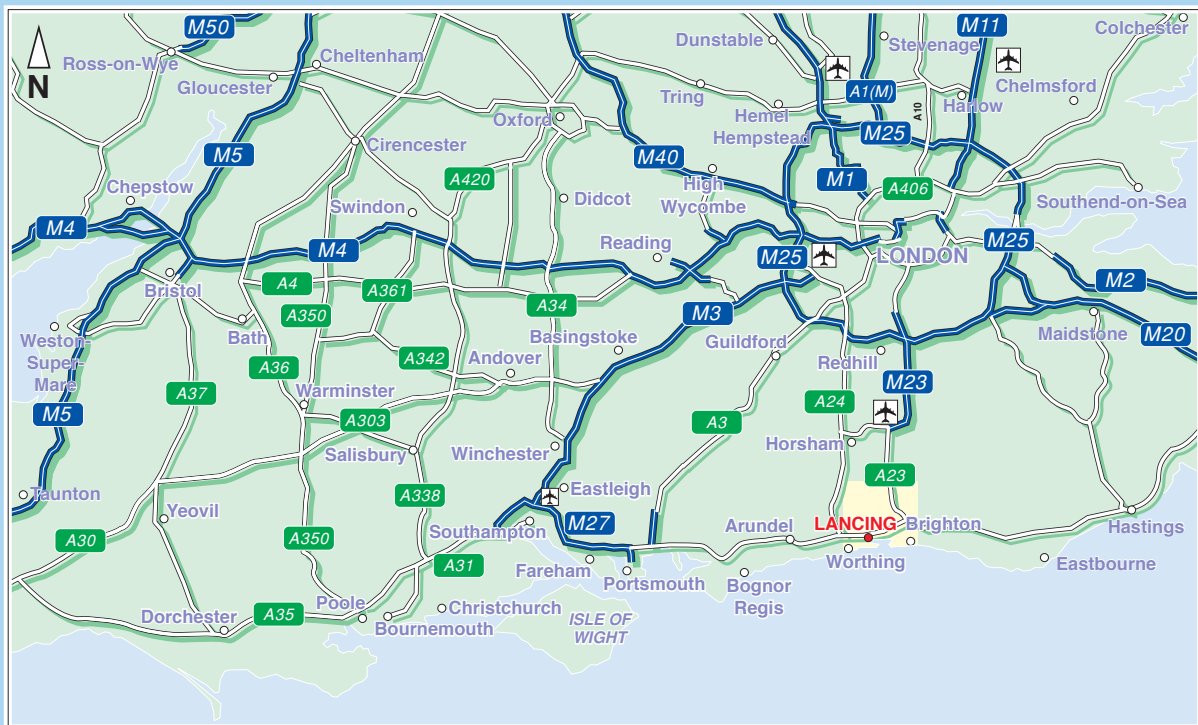 M50
M11
Colchester
Cheltenham
Dunstable
Stevenage
Ross-on-Wye
N
Gloucester
Tring
A1(M)
Harlow
Chelmsford
A10
Hemel
Hempstead
Oxford
M25
Cirencester
M5
M40
Chepstow
A420
High
Wycombe
M1
A406
Swindon
Didcot
Southend-on-Sea
M4
M4
Reading
M25
M25
LONDON
Bristol
A4
A361
A34
M2
A350
M3
Weston-
Super-
Mare
Bath
Basingstoke
Guildford
Maidstone
M20
A36
A342
Andover
Redhill
M23
A37
Warminster
A24
M5
A303
A3
Horsham
Salisbury
Winchester
A23
Taunton
A338
Eastleigh
Yeovil
M27
Arundel
LANCING
Brighton
Hastings
A30
A350
Southampton
A31
Fareham
Portsmouth
Worthing
Eastbourne
Bognor
Regis
Poole
Christchurch
Dorchester
A35
Bournemouth
ISLE OF
WIGHT